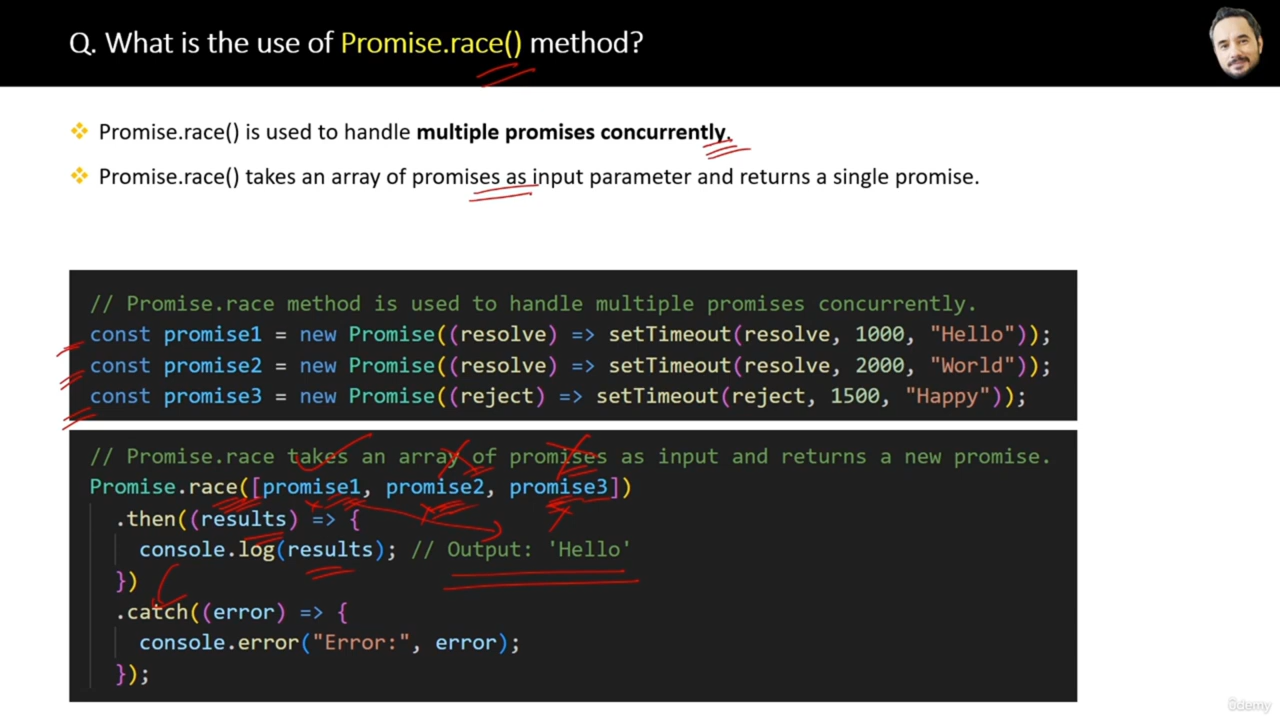 Q. What is the use of Promise.race() method?
❖ Promise.race() is used to handle multiple promises concurrently.
❖ Promise.race() takes an array of promises as input parameter and returns a single promise.
// Promise.race method is used to handle multiple promises concurrently.
const promise1 = new Promise((resolve) => setTimeout(resolve, 1000, "Hello"));
const promise2 = new Promise((resolve) => setTimeout(resolve, 2000, "World"));
const promise3 = new Promise((reject) => setTimeout(reject, 1500, "Happy"));
// Promise.race takes an array of promises as input and returns a new promise.
Promise.race([promise1, promise2, promise3])
.then((results) => {
console.log(results); // Output: 'Hello'
})
.catch((error) => {
console.error("Error:", error);
});
ûdemy